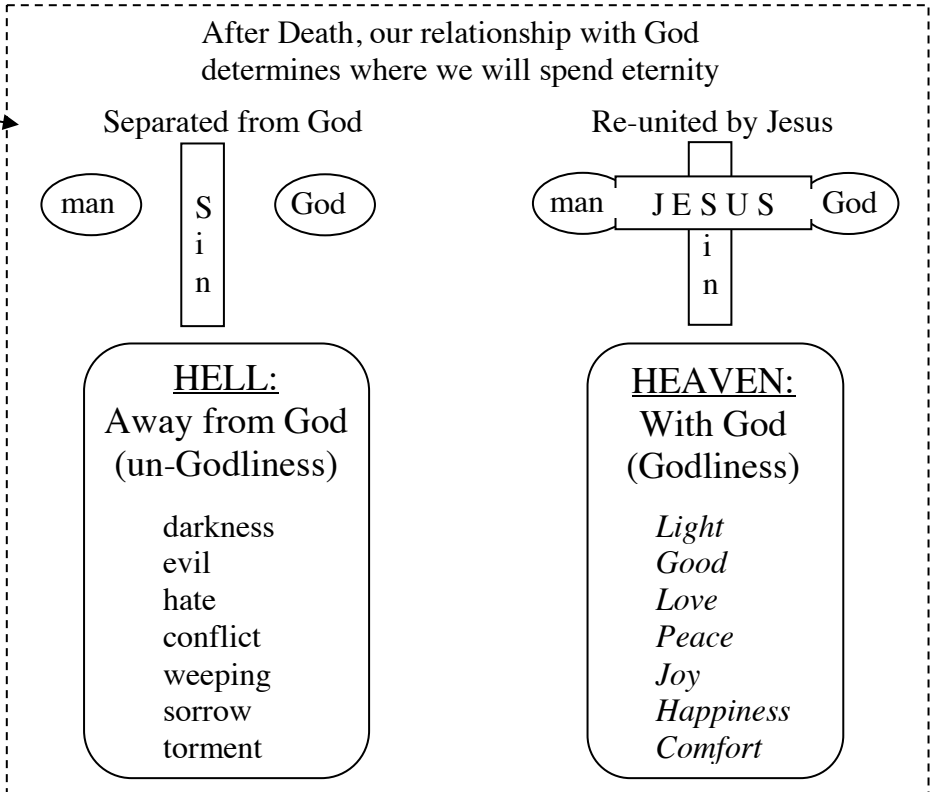 After Death, our relationship with God
determines where we will spend eternity
Separated from God
man
S
i
n
God
HELL:
Away from God
(un-Godliness)
darkness
evil
hate
conflict
weeping
sorrow
torment
Re-united by Jesus
man
J E S U S
God
i
n
HEAVEN:
With God
(Godliness)
Light
Good
Love
Peace
Joy
Happiness
Comfort